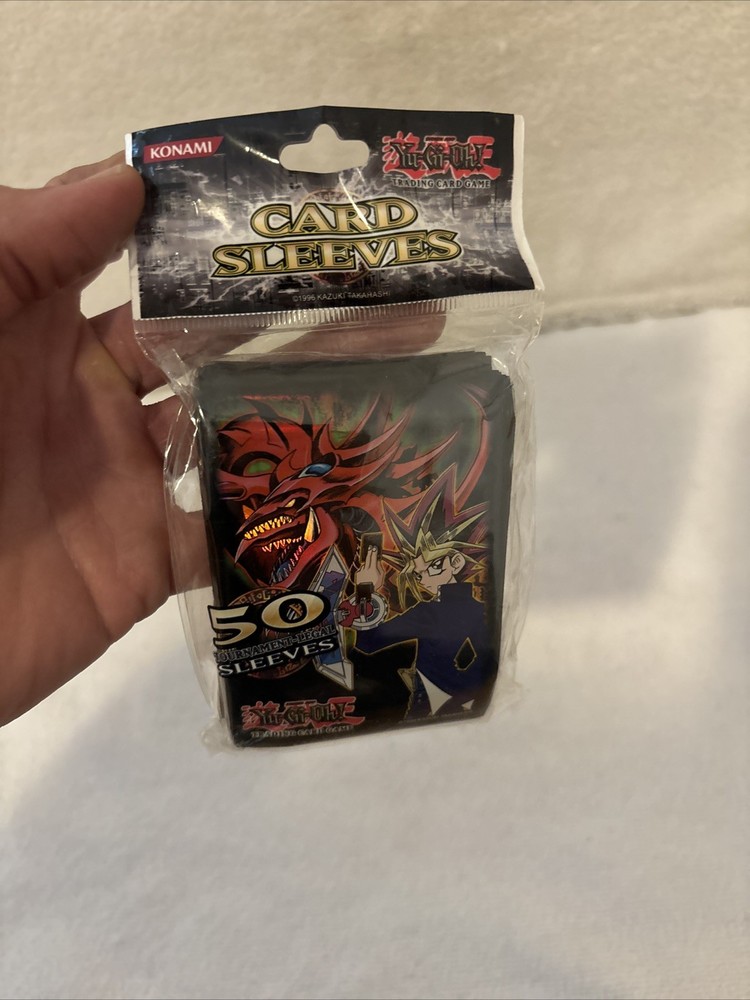 KONAMI
Yu-Gi-Oh!
TRADING CARD GAME
CARD
SLEEVES
©1996 KAZUKI TAKAHASHI
50
TOURNAMENT-LEGAL
SLEEVES
Yu-Gi-Oh!
TRADING CARD GAME